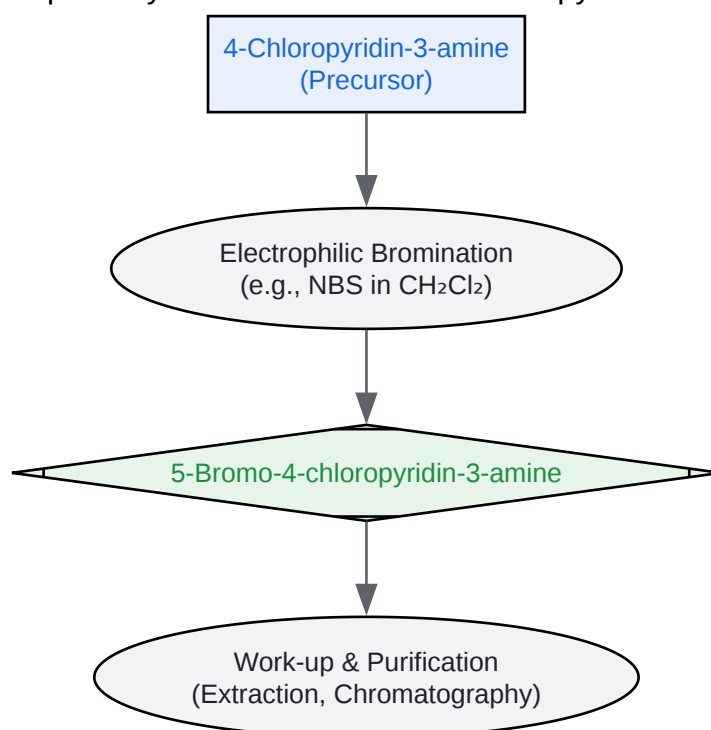 4-Chloropyridin-3-amine
(Precursor)
Electrophilic Bromination
(e.g., NBS in CH₂Cl₂)
5-Bromo-4-chloropyridin-3-amine
Work-up & Purification
(Extraction, Chromatography)